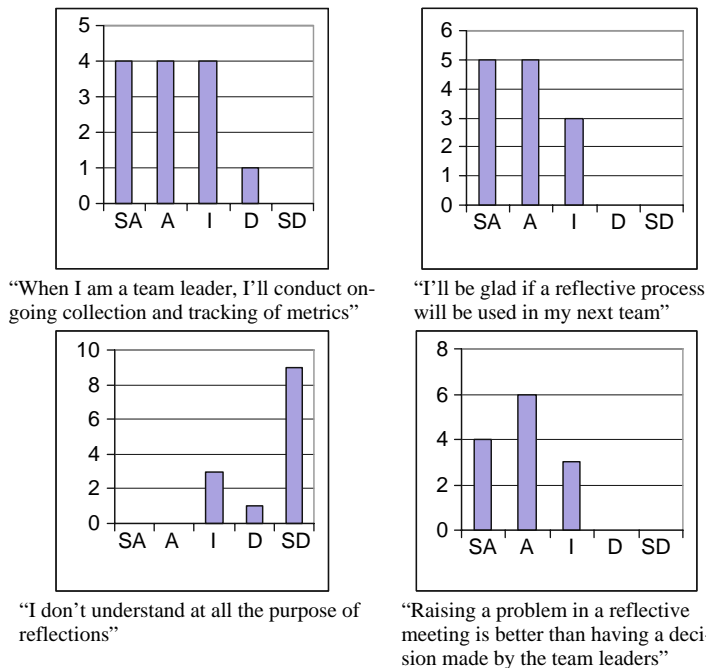 5
4
3
2
1
0
SA A I D SD
“When I am a team leader, I’ll conduct on-
going collection and tracking of metrics”
6
5
4
3
2
1
0
SA A I D SD
“I’ll be glad if a reflective process
will be used in my next team”
10
8
6
4
2
0
SA A I D SD
“I don’t understand at all the purpose of
reflections”
8
6
4
2
0
SA A I D SD
“Raising a problem in a reflective
meeting is better than having a deci-
sion made by the team leaders”